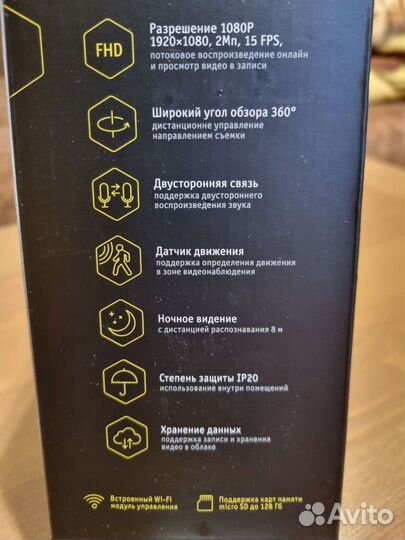 FHD
Разрешение 1080P
1920×1080, 2Мп, 15 FPS,
потоковое воспроизведение онлайн
и просмотр видео в записи
Широкий угол обзора 360°
дистанционне управление
направлением съемки
Двусторонняя связь
поддержка двустороннего
воспроизведения звука
Датчик движения
поддержка определения движения
в зоне видеонаблюдения
Ночное видение
с дистанцией распознавания 8 м
Степень защиты IP20
использование внутри помещений
Хранение данных
поддержка записи и хранения
видео в облаке
Встроенный Wi-Fi
модуль управления
Поддержка карт памяти
micro SD до 128 Гб
Avito